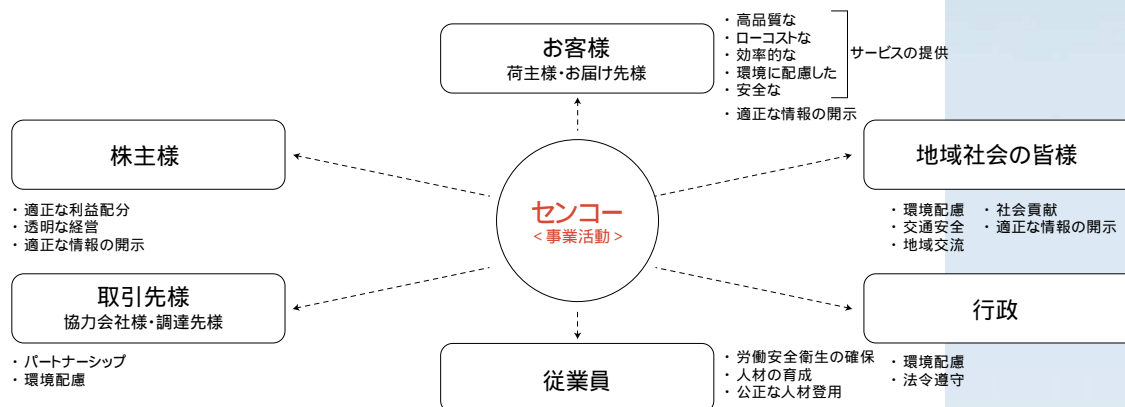 お客様
荷主様・お届け先様
・ 高品質な
・ ローコストな
・ 効率的な
・ 環境に配慮した
・ 安全な
サービスの提供
・ 適正な情報の開示
株主様
・ 適正な利益配分
・ 透明な経営
・ 適正な情報の開示
センコー
< 事業活動 >
地域社会の皆様
・ 環境配慮 ・ 社会貢献
・ 交通安全 ・ 適正な情報の開示
・ 地域交流
取引先様
協力会社様・調達先様
・ パートナーシップ
・ 環境配慮
従業員
・ 労働安全衛生の確保
・ 人材の育成
・ 公正な人材登用
行政
・ 環境配慮
・ 法令遵守